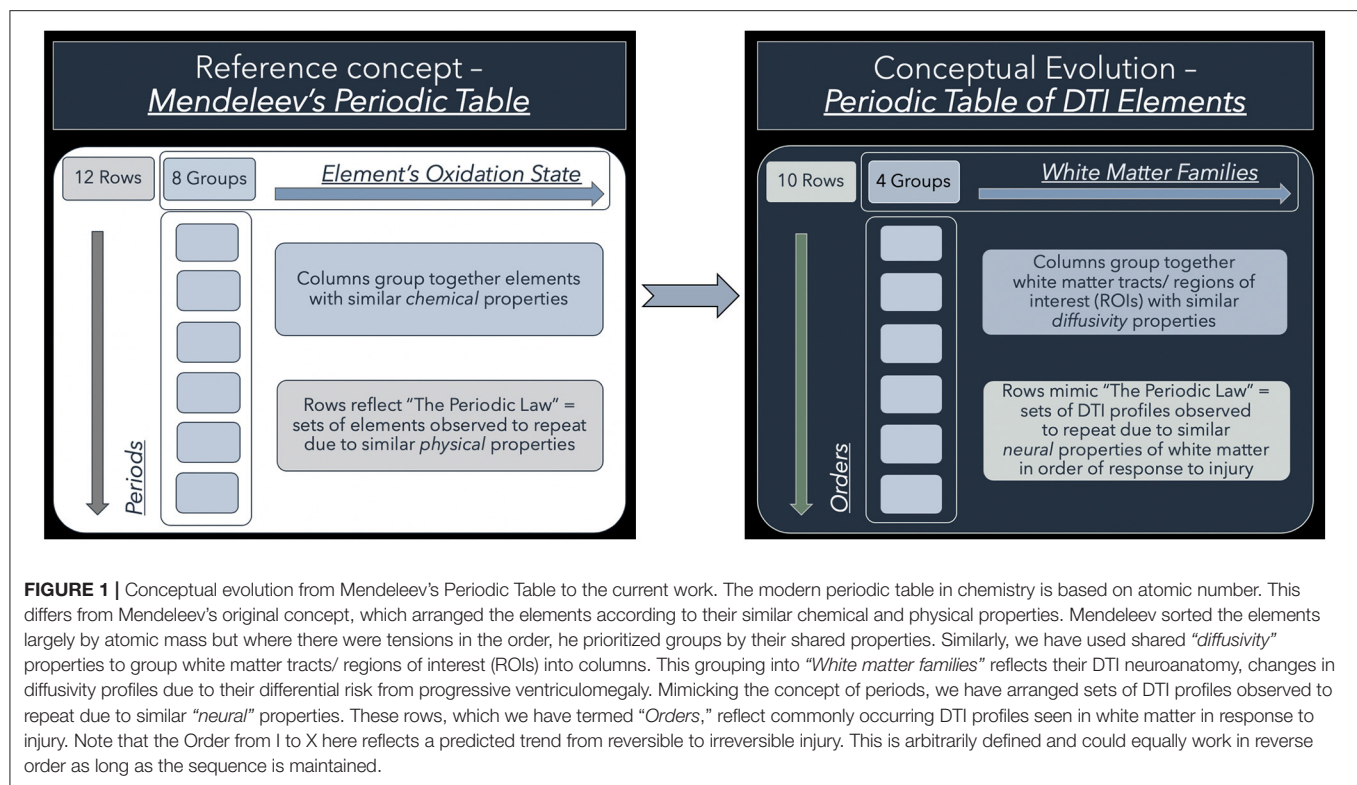 Reference concept –
Mendeleev's Periodic Table
12 Rows
8 Groups
Element's Oxidation State
Periods
Columns group together elements
with similar chemical properties
Rows reflect "The Periodic Law" =
sets of elements observed to repeat
due to similar physical properties
Conceptual Evolution –
Periodic Table of DTI Elements
10 Rows
4 Groups
White Matter Families
Orders
Columns group together
white matter tracts/ regions of
interest (ROIs) with similar
diffusivity properties
Rows mimic "The Periodic Law" =
sets of DTI profiles observed
to repeat due to similar
neural properties of white matter
in order of response to injury
FIGURE 1 | Conceptual evolution from Mendeleev's Periodic Table to the current work. The modern periodic table in chemistry is based on atomic number. This
differs from Mendeleev's original concept, which arranged the elements according to their similar chemical and physical properties. Mendeleev sorted the elements
largely by atomic mass but where there were tensions in the order, he prioritized groups by their shared properties. Similarly, we have used shared "diffusivity"
properties to group white matter tracts/ regions of interest (ROIs) into columns. This grouping into "White matter families" reflects their DTI neuroanatomy, changes in
diffusivity profiles due to their differential risk from progressive ventriculomegaly. Mimicking the concept of periods, we have arranged sets of DTI profiles observed to
repeat due to similar "neural" properties. These rows, which we have termed "Orders," reflect commonly occurring DTI profiles seen in white matter in response to
injury. Note that the Order from I to X here reflects a predicted trend from reversible to irreversible injury. This is arbitrarily defined and could equally work in reverse
order as long as the sequence is maintained.